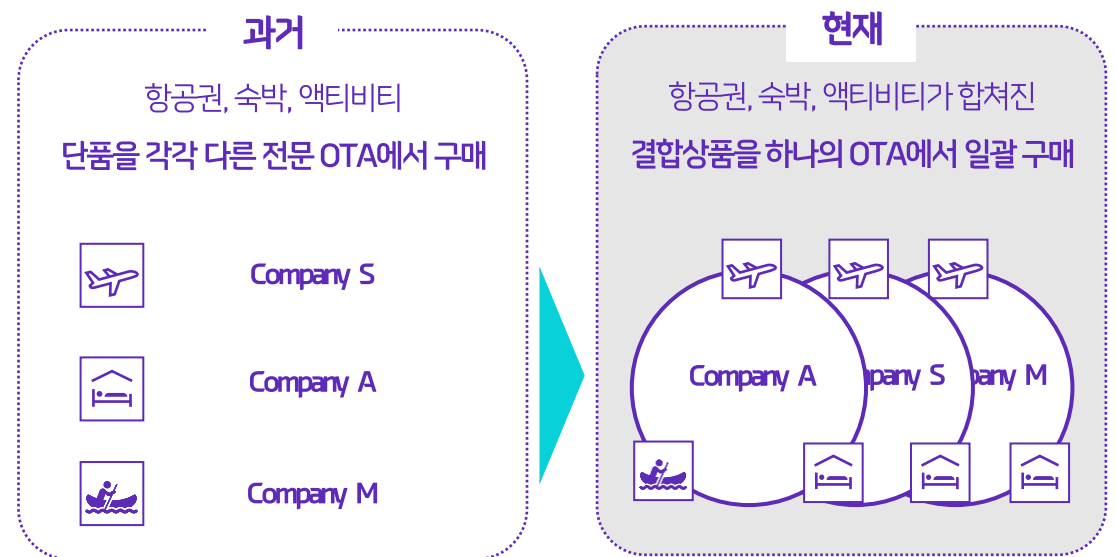 과거
항공권, 숙박, 액티비티
단품을 각각 다른 전문 OTA에서 구매
Company S
Company A
Company M
현재
항공권, 숙박, 액티비티가 합쳐진
결합상품을 하나의 OTA에서 일괄 구매
Company A
pany S
pany M